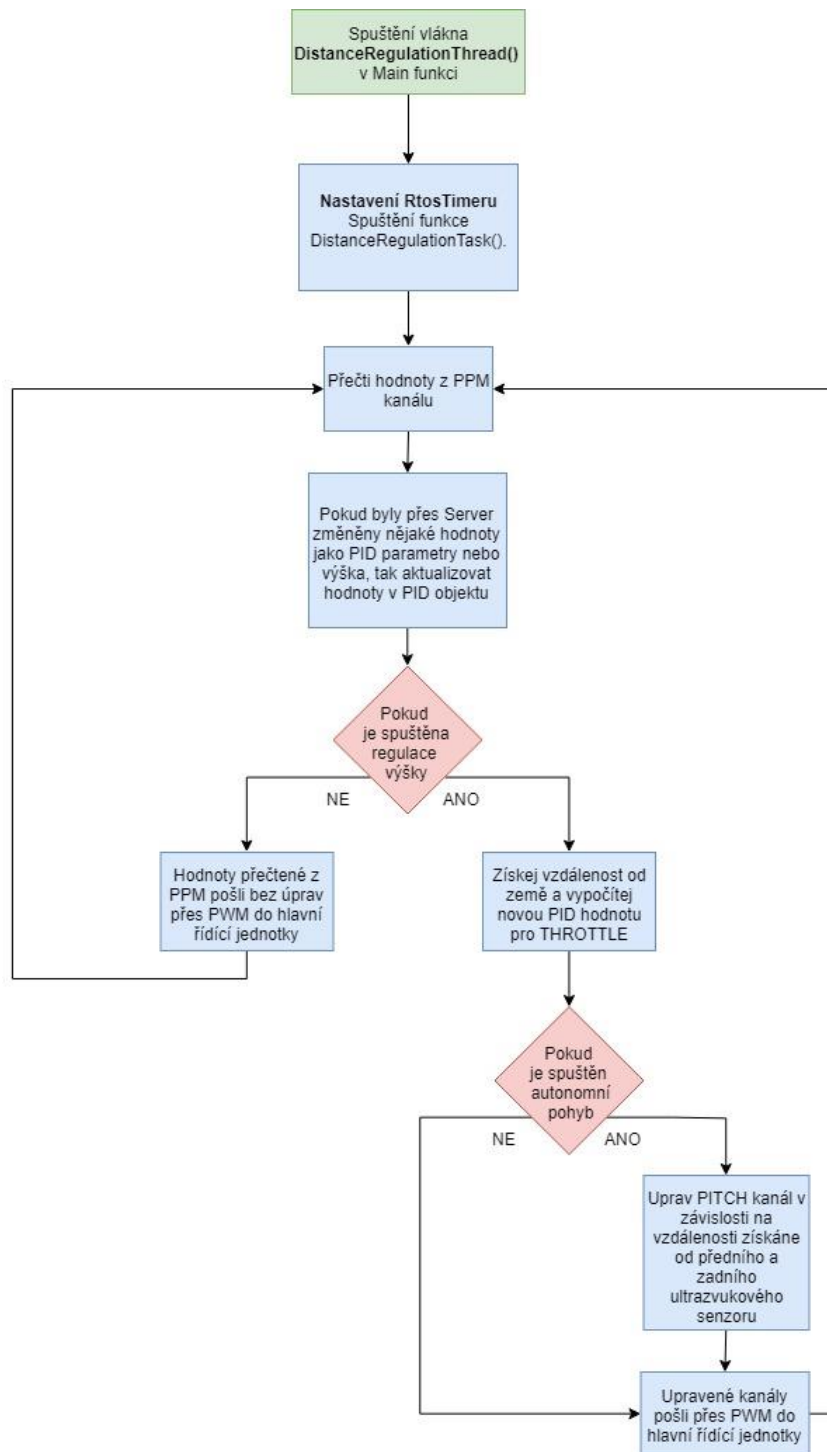 Spuštění vlákna
DistanceRegulationThread()
v Main funkci
Nastavení RtosTimeru
Spuštění funkce
DistanceRegulationTask().
Přečti hodnoty z PPM
kanálu
Pokud byly přes Server
změněny nějaké hodnoty
jako PID parametry nebo
výška, tak aktualizovat
hodnoty v PID objektu
Pokud
je spuštěna
regulace
výšky
NE
ANO
Hodnoty přečtené z
PPM pošli bez úprav
přes PWM do hlavní
řídící jednotky
Získej vzdálenost od
země a vypočítej
novou PID hodnotu
pro THROTTLE
Pokud
je spuštěn
autonomní
pohyb
NE
ANO
Uprav PITCH kanál v
závislosti na
vzdálenosti získáne
od předního a
zadního
ultrazvukového
senzoru
Upravené kanály
pošli přes PWM do
hlavní řídící jednotky